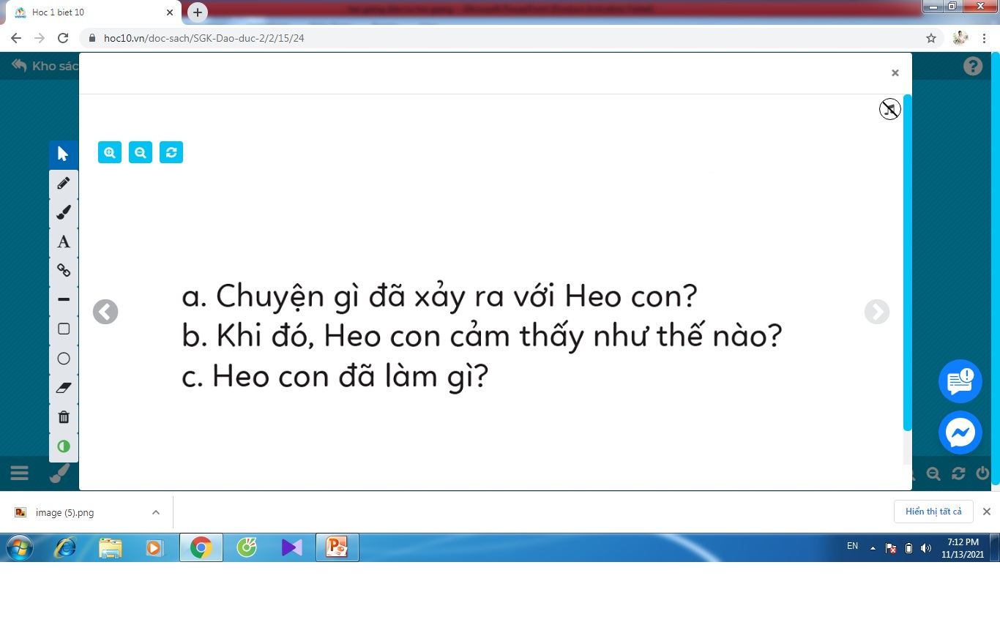 Hoc 1 biet 10
hoc10.vn/doc-sach/SGK-Dao-duc-2/2/15/24
Kho sác
a. Chuyện gì đã xảy ra với Heo con?
b. Khi đó, Heo con cảm thấy như thế nào?
c. Heo con đã làm gì?
image (5).png
Hiển thị tất cả
EN
7:12 PM
11/13/2021